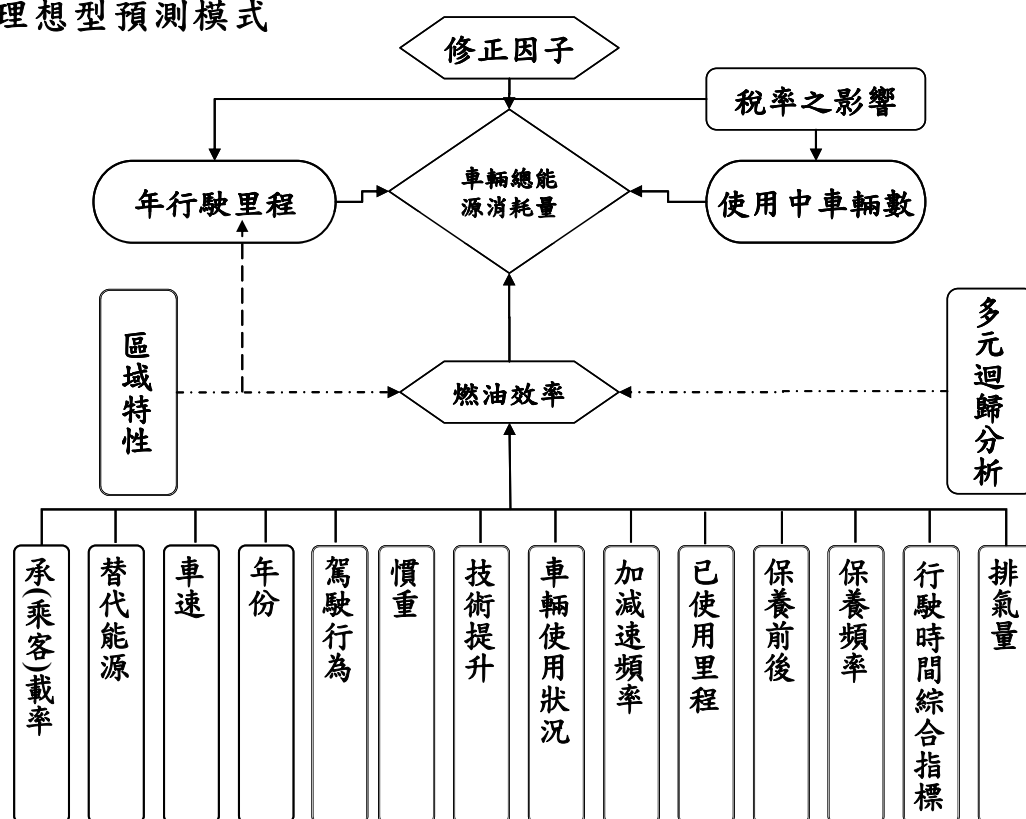 理想型預測模式
修正因子
稅率之影響
年行駛里程
車輛總能
源消耗量
使用中車輛數
區域特性
燃油效率
多元迴歸分析
承(乘客)載率
替代能源
車速
年份
駕駛行為
慣重
技術提升
車輛使用狀況
加減速頻率
已使用里程
保養前後
保養頻率
行駛時間綜合指標
排氣量